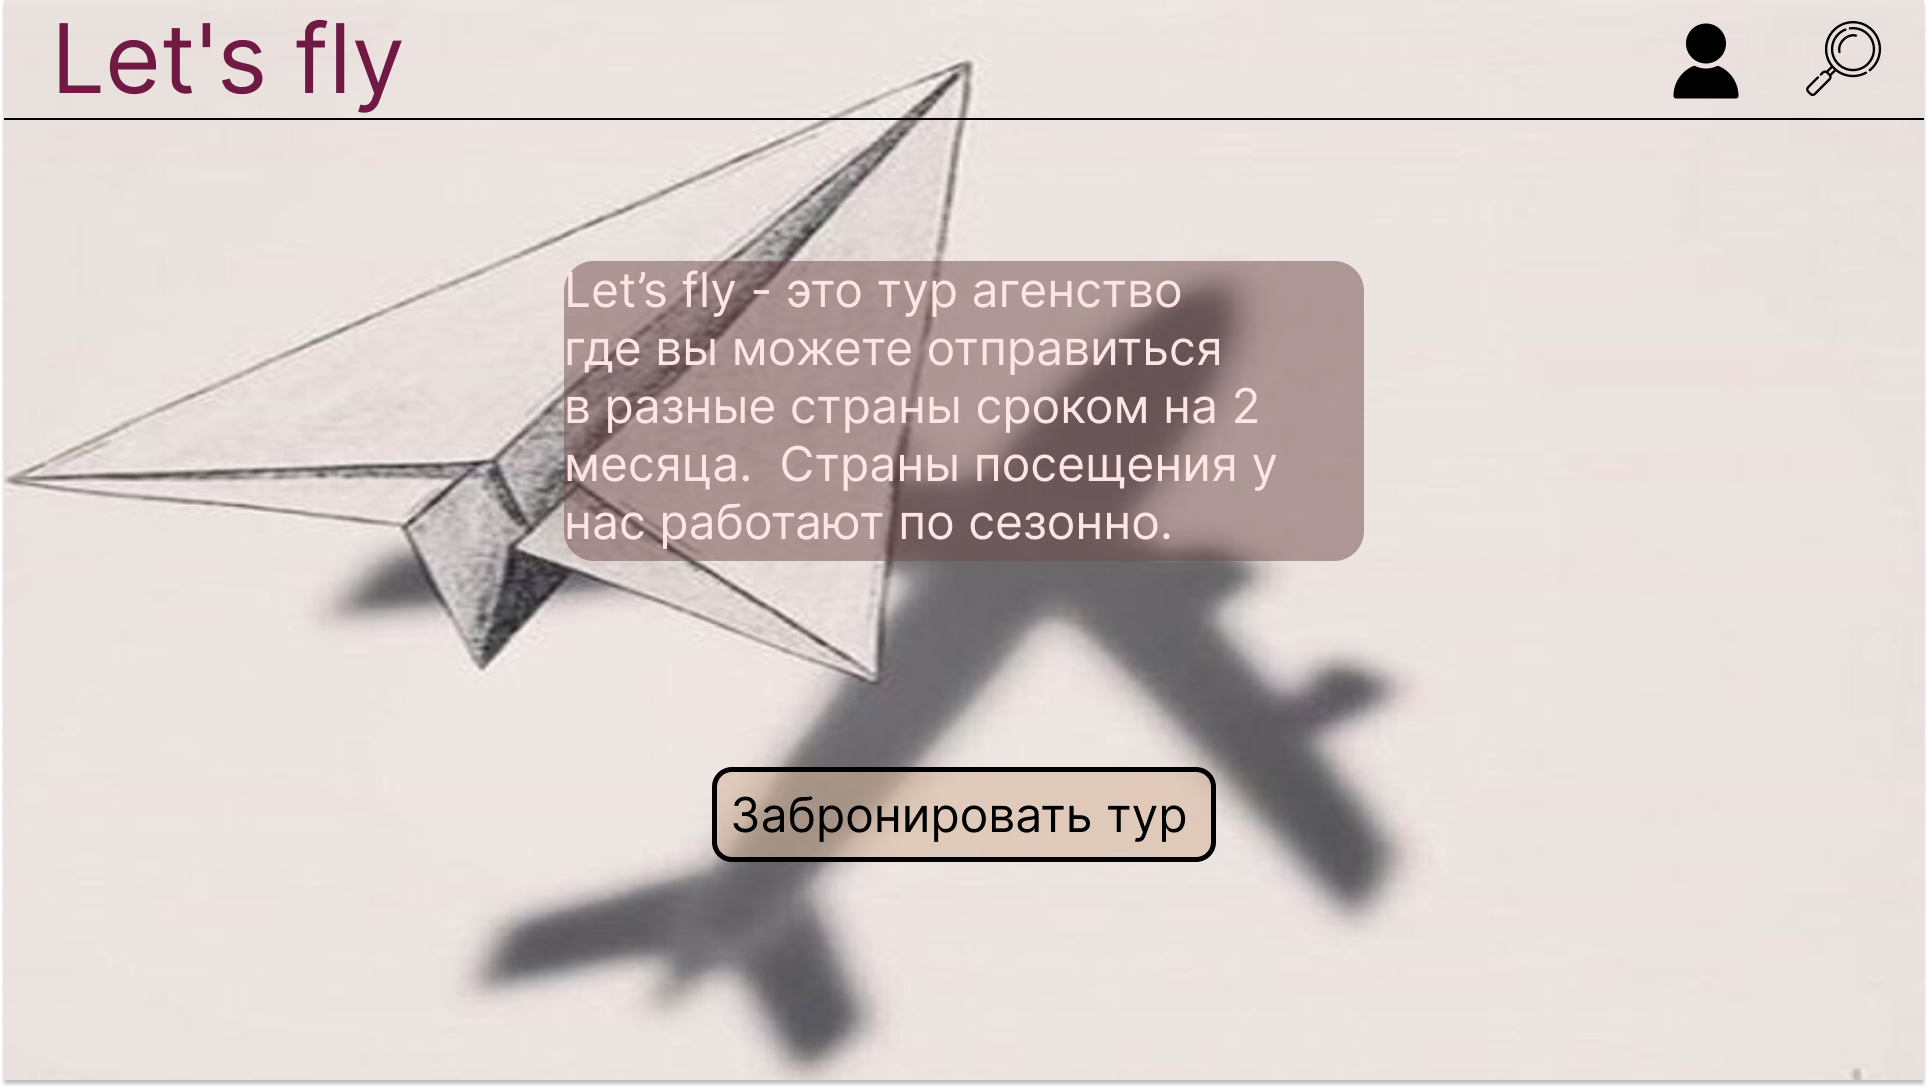 Let's fly
Let’s fly - это тур агенство
где вы можете отправиться
в разные страны сроком на 2
месяца.  Страны посещения у
нас работают по сезонно.
Забронировать тур